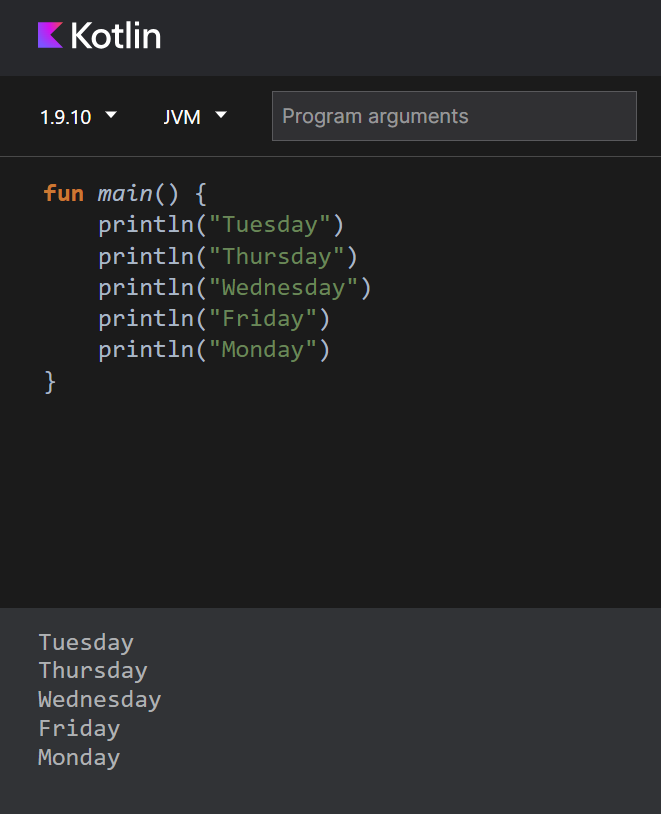 Kotlin
1.9.10 JVM Program arguments
fun main() {
    println("Tuesday")
    println("Thursday")
    println("Wednesday")
    println("Friday")
    println("Monday")
}
Tuesday
Thursday
Wednesday
Friday
Monday